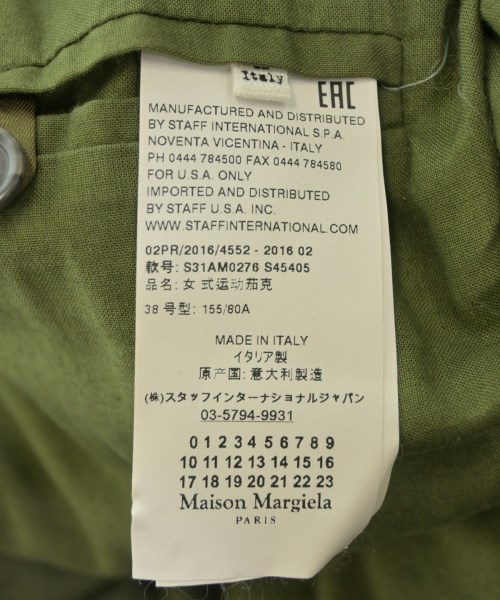 Italy
EAC
MANUFACTURED AND DISTRIBUTED
BY STAFF INTERNATIONAL S.P.A.
NOVENTA VICENTINA - ITALY
PH 0444 784500 FAX 0444 784580
FOR U.S.A. ONLY
IMPORTED AND DISTRIBUTED
BY STAFF U.S.A. INC.
WWW.STAFFINTERNATIONAL.COM
02PR/2016/4552 - 2016 02
款号: S31AM0276 S45405
品名: 女 式运动茄克
38 号型: 155/80A
MADE IN ITALY
イタリア製
原产国: 意大利製造
(株)スタッフインターナショナルジャパン
03-5794-9931
0 1 2 3 4 5 6 7 8 9
10 11 12 13 14 15 16
17 18 19 20 21 22 23
Maison Margiela
PARIS